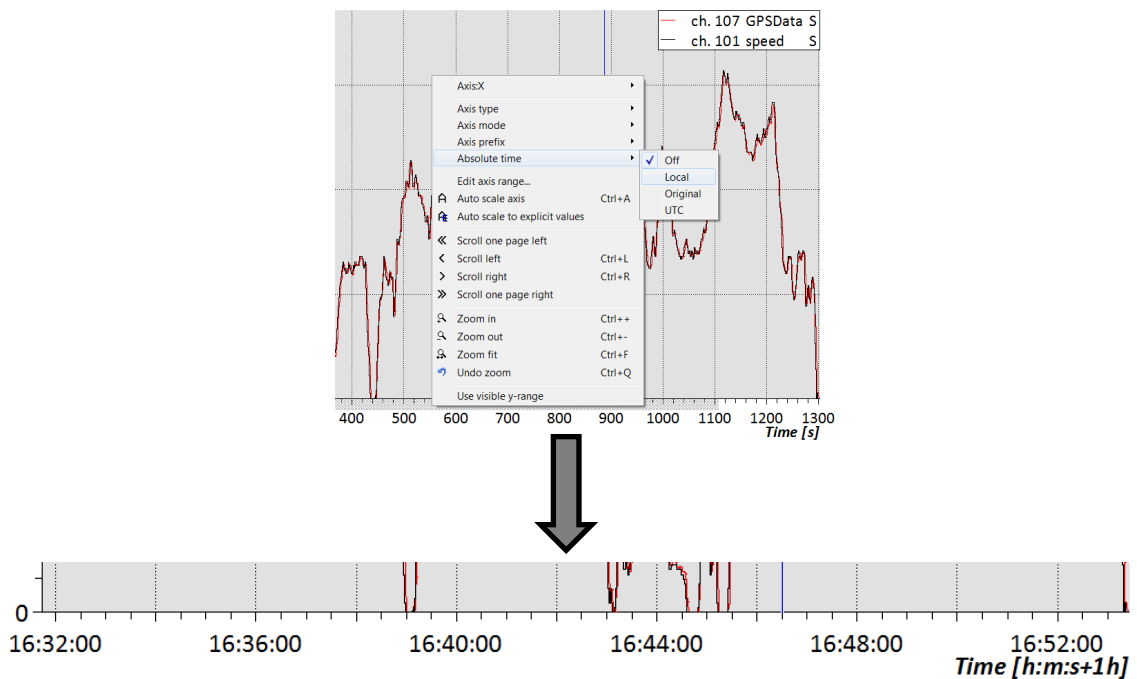 ch. 107 GPSData S
ch. 101 speed S
Axis:X
Axis type
Axis mode
Axis prefix
Absolute time
Off
Local
Original
UTC
Edit axis range...
Auto scale axis Ctrl+A
Auto scale to explicit values
Scroll one page left
Scroll left Ctrl+L
Scroll right Ctrl+R
Scroll one page right
Zoom in Ctrl++
Zoom out Ctrl+-
Zoom fit Ctrl+F
Undo zoom Ctrl+Q
Use visible y-range
400 500 600 700 800 900 1000 1100 1200 1300
Time [s]
0
16:32:00 16:36:00 16:40:00 16:44:00 16:48:00 16:52:00
Time [h:m:s+1h]